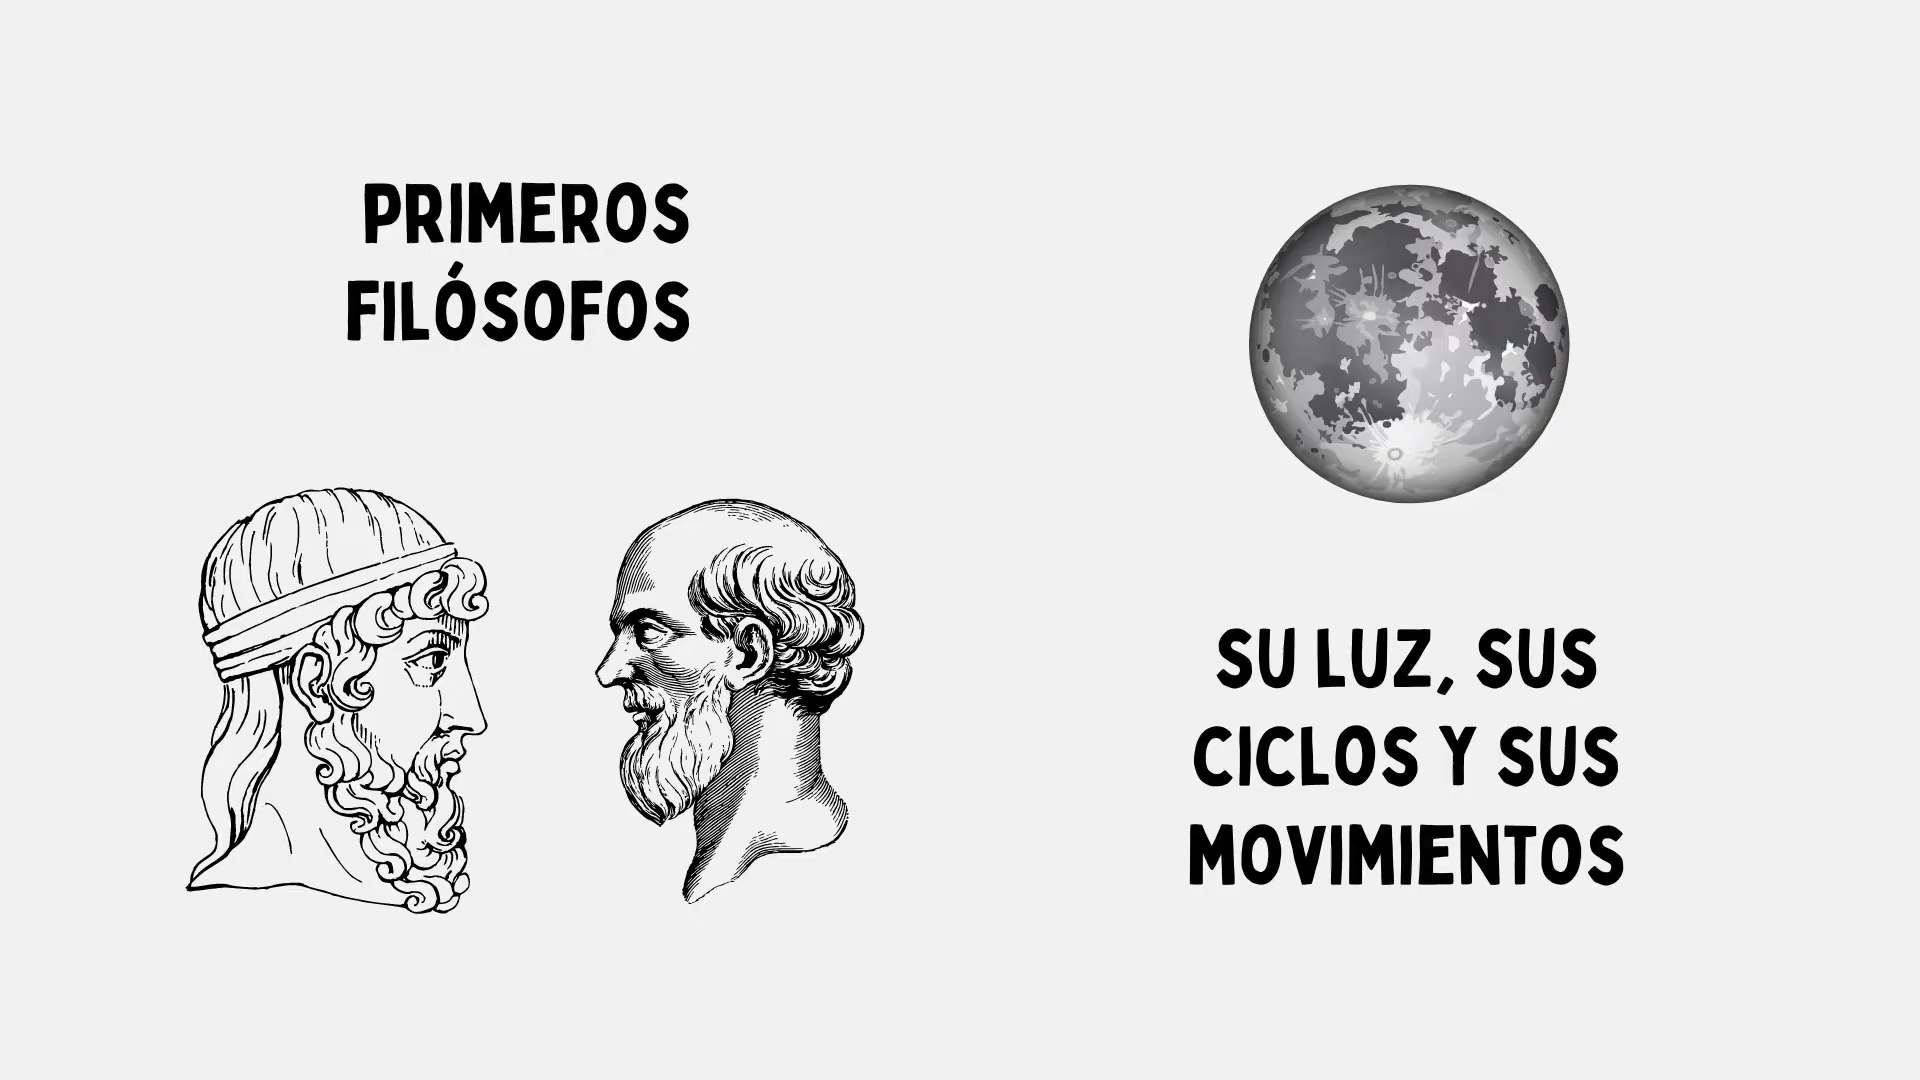 PRIMEROS
FILÓSOFOS
SU LUZ, SUS
CICLOS Y SUS
MOVIMIENTOS